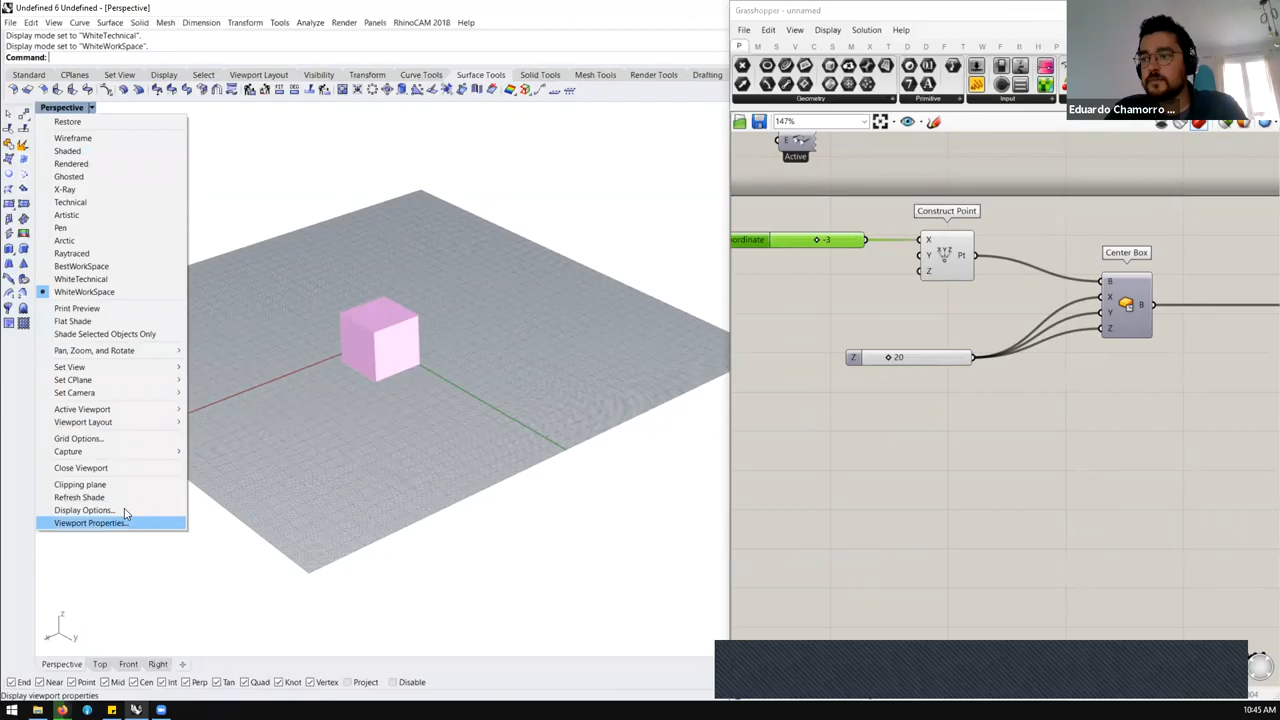 Undefined 6 Undefined - [Perspective]
File Edit View Curve Surface Solid Mesh Dimension Transform Tools Analyze Render Panels RhinoCAM 2018 Help
Display mode set to "WhiteTechnical".
Display mode set to "WhiteWorkSpace".
Command:
Standard CPlanes Set View Display Select Viewport Layout Visibility Transform Curve Tools Surface Tools Solid Tools Mesh Tools Render Tools Drafting
Perspective
Restore
Wireframe
Shaded
Rendered
Ghosted
X-Ray
Technical
Artistic
Pen
Arctic
Raytraced
BestWorkSpace
WhiteTechnical
WhiteWorkSpace
Print Preview
Flat Shade
Shade Selected Objects Only
Pan, Zoom, and Rotate
Set View
Set CPlane
Set Camera
Active Viewport
Viewport Layout
Grid Options...
Capture
Close Viewport
Clipping plane
Refresh Shade
Display Options...
Viewport Properties...
z
x y
Perspective Top Front Right
End Near Point Mid Cen Int Perp Tan Quad Knot Vertex Project Disable
Display viewport properties
Grasshopper - unnamed
File Edit View Display Solution Help
P M S V C S M I T D W F T L K H P
Geometry Primitive Input
147%
Eduardo Chamorro ...
E
Active
Construct Point
oordinate -3
X
Y Pt
Z
Center Box
B
X
Y B
Z
Z 20
10:45 AM